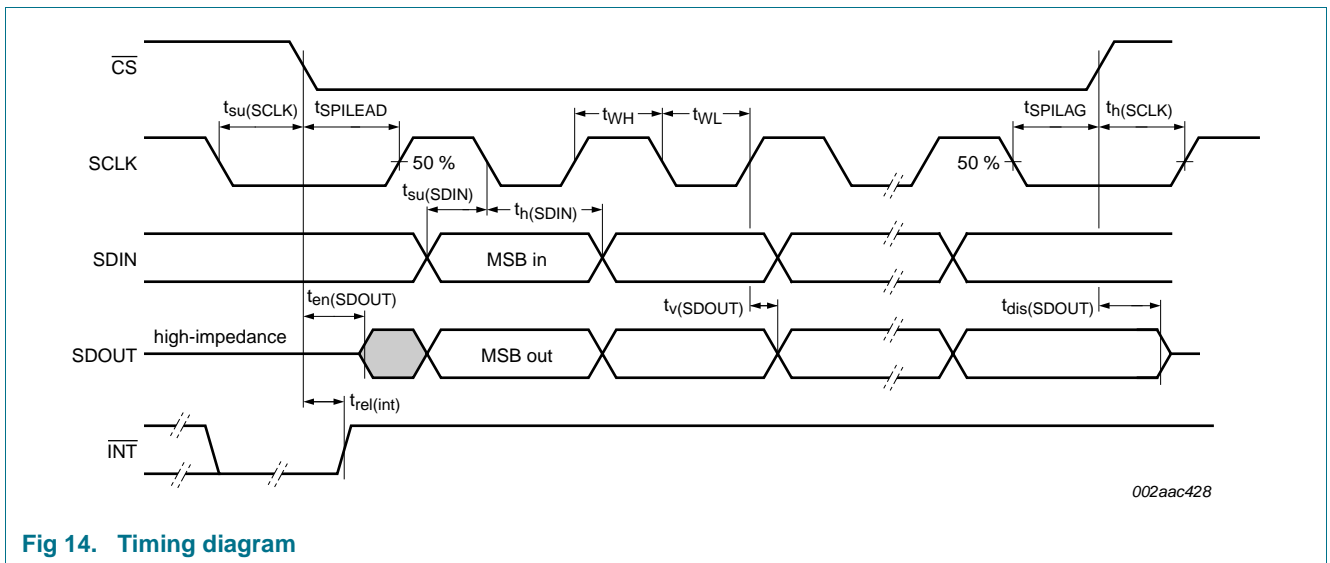 CS
tsu(SCLK) tSPILEAD tWH tWL tSPILAG th(SCLK)
SCLK 50 % 50 %
tsu(SDIN) th(SDIN)
SDIN MSB in
ten(SDOUT) tv(SDOUT) tdis(SDOUT)
high-impedance
SDOUT MSB out
trel(int)
INT
002aac428
Fig 14. Timing diagram